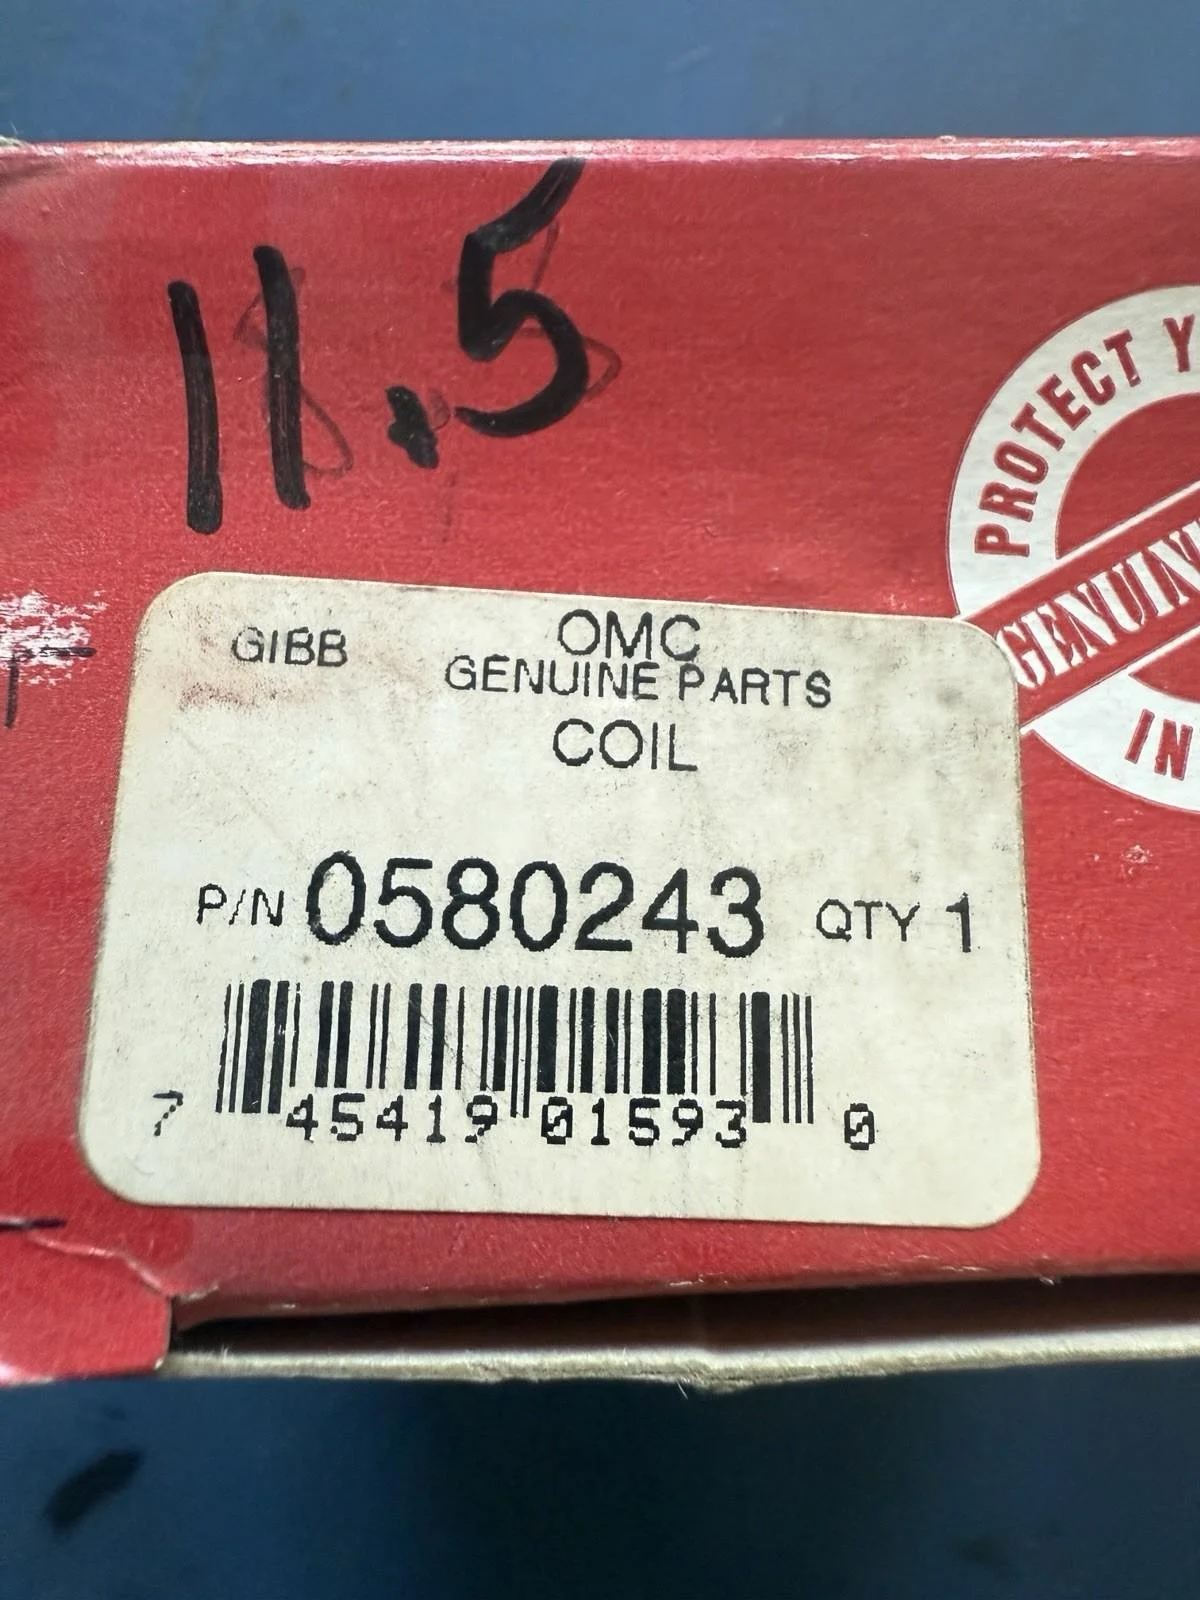 11.5
PROTECT Y
GENUIN
IN
GIBB
OMC
GENUINE PARTS
COIL
P/N 0580243 QTY 1
7 45419 01593 0